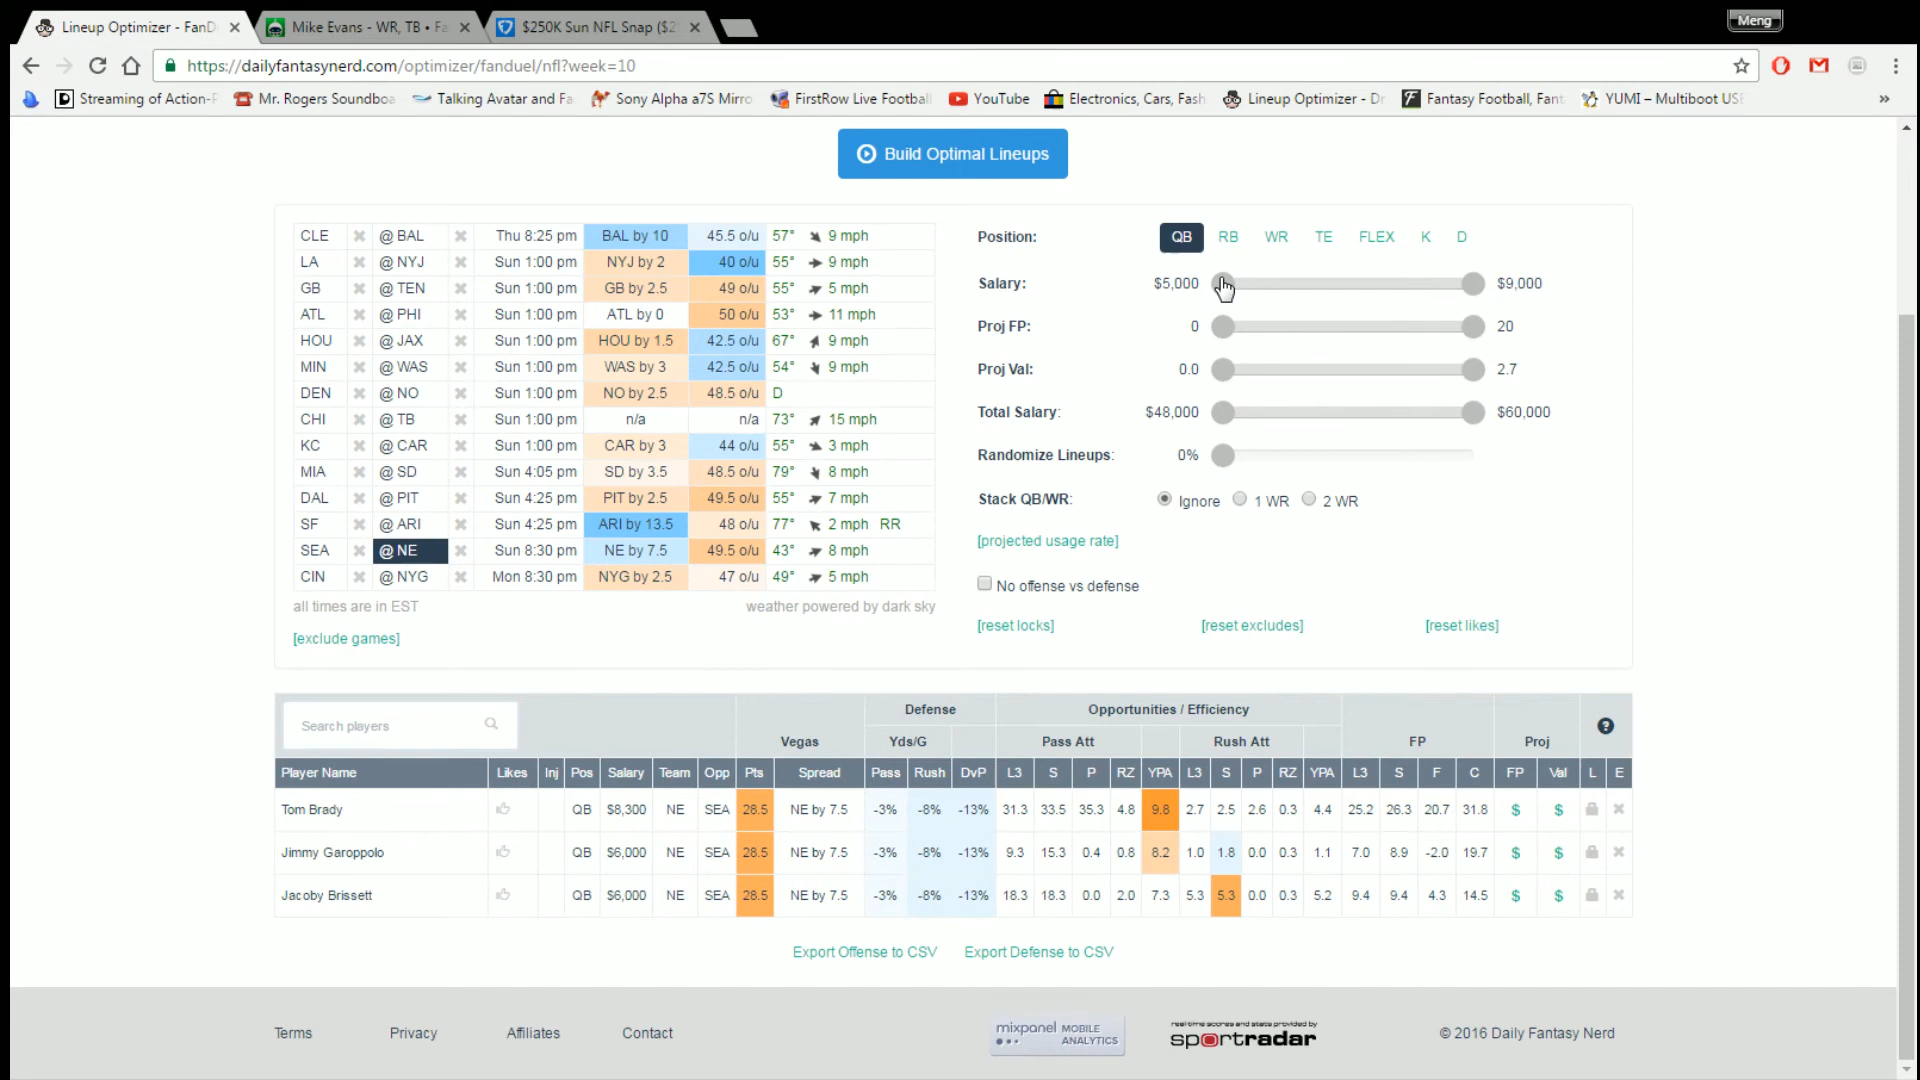 Lineup Optimizer - FanD
Mike Evans - WR, TB • Fa
$250K Sun NFL Snap ($2
Meng
https://dailyfantasynerd.com/optimizer/fanduel/nfl?week=10
Streaming of Action-P Mr. Rogers Soundboa Talking Avatar and Fa Sony Alpha a7S Mirro FirstRow Live Football YouTube Electronics, Cars, Fash Lineup Optimizer - Dr Fantasy Football, Fant YUMI – Multiboot USB »
Build Optimal Lineups
CLE @ BAL Thu 8:25 pm BAL by 10 45.5 o/u 57° 9 mph
LA @ NYJ Sun 1:00 pm NYJ by 2 40 o/u 55° 9 mph
GB @ TEN Sun 1:00 pm GB by 2.5 49 o/u 55° 5 mph
ATL @ PHI Sun 1:00 pm ATL by 0 50 o/u 53° 11 mph
HOU @ JAX Sun 1:00 pm HOU by 1.5 42.5 o/u 67° 9 mph
MIN @ WAS Sun 1:00 pm WAS by 3 42.5 o/u 54° 9 mph
DEN @ NO Sun 1:00 pm NO by 2.5 48.5 o/u D
CHI @ TB Sun 1:00 pm n/a n/a 73° 15 mph
KC @ CAR Sun 1:00 pm CAR by 3 44 o/u 55° 3 mph
MIA @ SD Sun 4:05 pm SD by 3.5 48.5 o/u 79° 8 mph
DAL @ PIT Sun 4:25 pm PIT by 2.5 49.5 o/u 55° 7 mph
SF @ ARI Sun 4:25 pm ARI by 13.5 48 o/u 77° 2 mph RR
SEA @ NE Sun 8:30 pm NE by 7.5 49.5 o/u 43° 8 mph
CIN @ NYG Mon 8:30 pm NYG by 2.5 47 o/u 49° 5 mph
all times are in EST weather powered by dark sky
[exclude games]
Position: QB RB WR TE FLEX K D
Salary: $5,000 $9,000
Proj FP: 0 20
Proj Val: 0.0 2.7
Total Salary: $48,000 $60,000
Randomize Lineups: 0%
Stack QB/WR: Ignore 1 WR 2 WR
[projected usage rate]
No offense vs defense
[reset locks] [reset excludes] [reset likes]
Search players
Defense Opportunities / Efficiency
Vegas Yds/G Pass Att Rush Att FP Proj
Player Name Likes Inj Pos Salary Team Opp Pts Spread Pass Rush DvP L3 S P RZ YPA L3 S P RZ YPA L3 S F C FP Val L E
Tom Brady QB $8,300 NE SEA 28.5 NE by 7.5 -3% -8% -13% 31.3 33.5 35.3 4.8 9.8 2.7 2.5 2.6 0.3 4.4 25.2 26.3 20.7 31.8 $ $
Jimmy Garoppolo QB $6,000 NE SEA 28.5 NE by 7.5 -3% -8% -13% 9.3 15.3 0.4 0.8 8.2 1.0 1.8 0.0 0.3 1.1 7.0 8.9 -2.0 19.7 $ $
Jacoby Brissett QB $6,000 NE SEA 28.5 NE by 7.5 -3% -8% -13% 18.3 18.3 0.0 2.0 7.3 5.3 5.3 0.0 0.3 5.2 9.4 9.4 4.3 14.5 $ $
Export Offense to CSV Export Defense to CSV
Terms Privacy Affiliates Contact
mixpanel MOBILE ANALYTICS
real time scores and stats provided by
sportradar
© 2016 Daily Fantasy Nerd